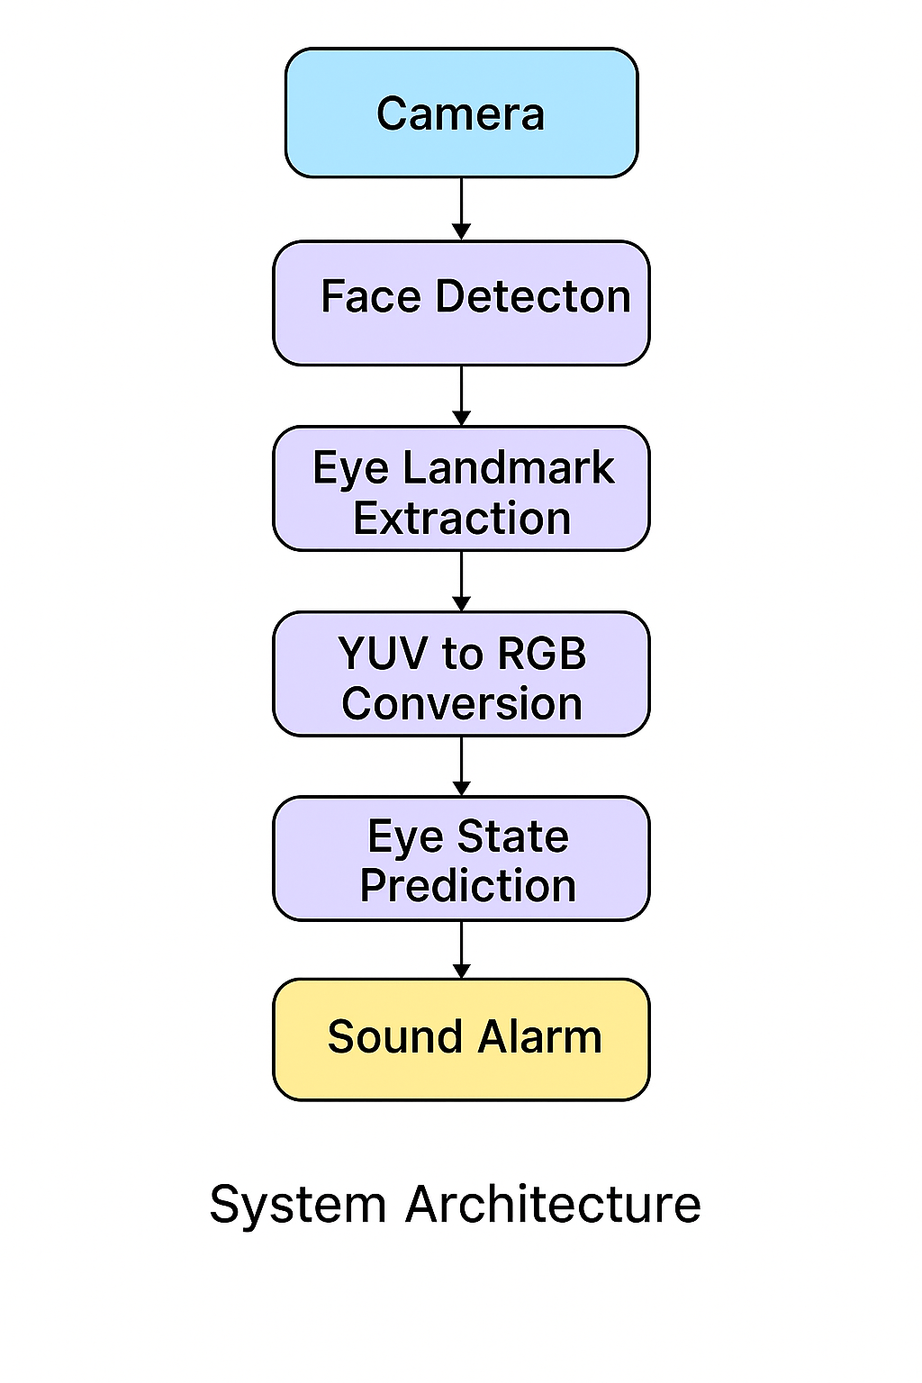 Camera
Face Detecton
Eye Landmark
Extraction
YUV to RGB
Conversion
Eye State
Prediction
Sound Alarm
System Architecture